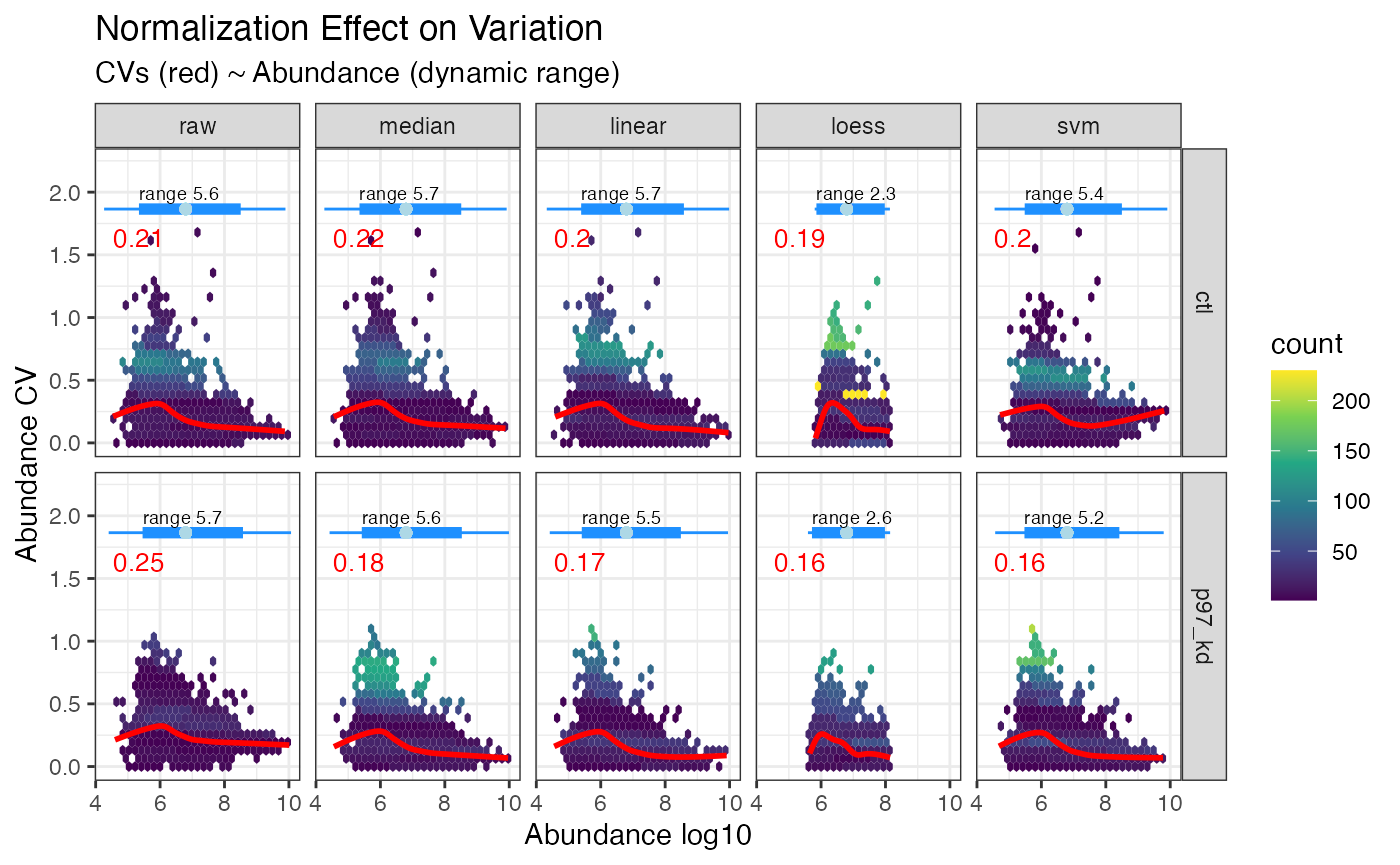 Normalization Effect on Variation
CVs (red) ~ Abundance (dynamic range)
raw median linear loess svm
range 5.6 range 5.7 range 5.7 range 2.3 range 5.4
0.21 0.22 0.2 0.19 0.2
2.0
1.5
1.0
0.5
0.0
ctl
range 5.7 range 5.6 range 5.5 range 2.6 range 5.2
0.25 0.18 0.17 0.16 0.16
2.0
1.5
1.0
0.5
0.0
p97_kd
4 6 8 10 4 6 8 10 4 6 8 10 4 6 8 10 4 6 8 10
Abundance log10
Abundance CV
count
200
150
100
50